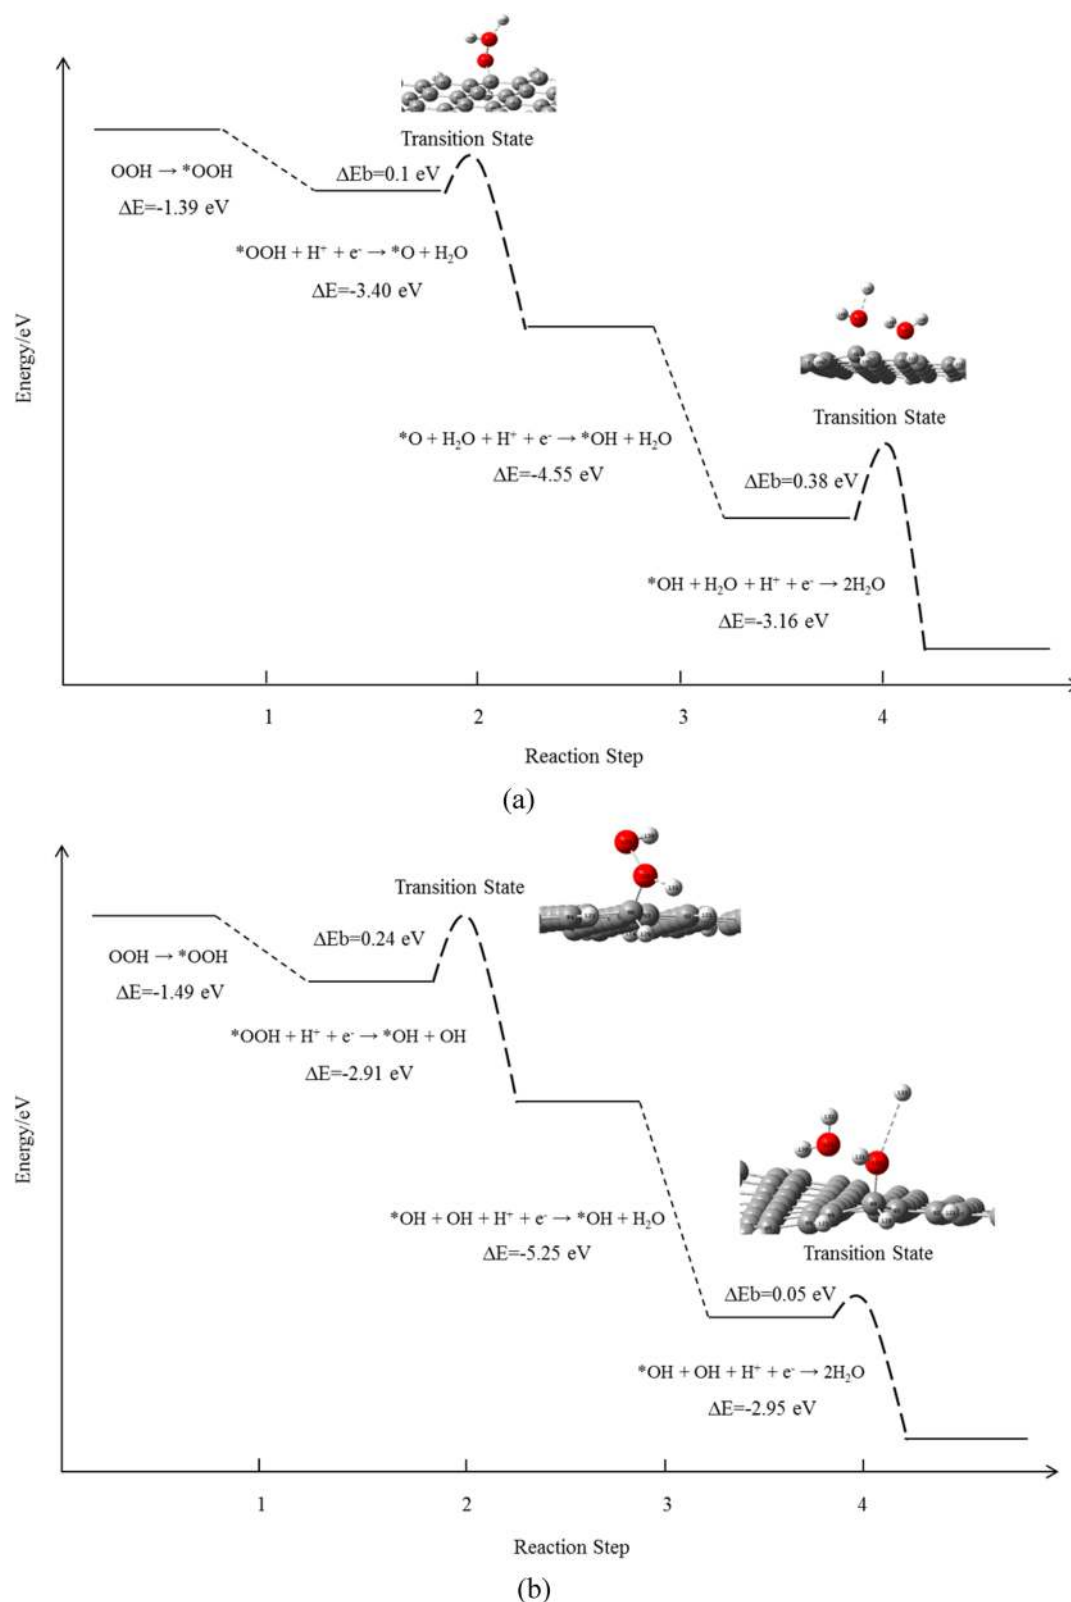 Transition State
OOH → *OOH
ΔE=-1.39 eV
ΔEb=0.1 eV
*OOH + H⁺ + e⁻ → *O + H₂O
ΔE=-3.40 eV
Energy/eV
Transition State
*O + H₂O + H⁺ + e⁻ → *OH + H₂O
ΔE=-4.55 eV
ΔEb=0.38 eV
*OH + H₂O + H⁺ + e⁻ → 2H₂O
ΔE=-3.16 eV
1 2 3 4
Reaction Step
(a)
Transition State
ΔEb=0.24 eV
OOH → *OOH
ΔE=-1.49 eV
*OOH + H⁺ + e⁻ → *OH + OH
ΔE=-2.91 eV
Energy/eV
*OH + OH + H⁺ + e⁻ → *OH + H₂O
ΔE=-5.25 eV
Transition State
ΔEb=0.05 eV
*OH + OH + H⁺ + e⁻ → 2H₂O
ΔE=-2.95 eV
1 2 3 4
Reaction Step
(b)